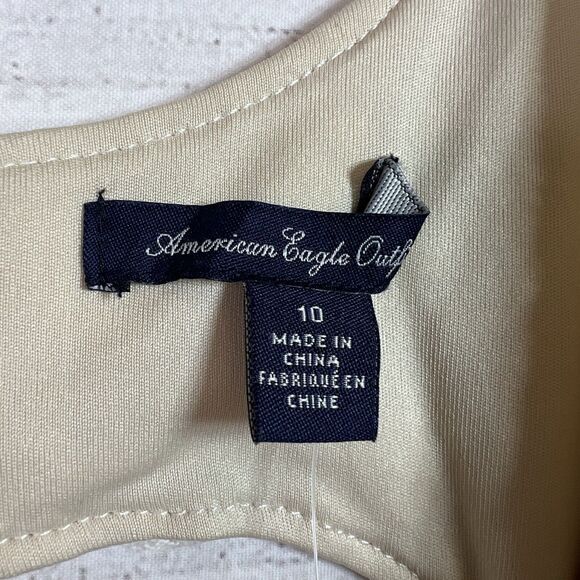 American Eagle Outf
10
MADE IN
CHINA
FABRIQUÉ EN
CHINE